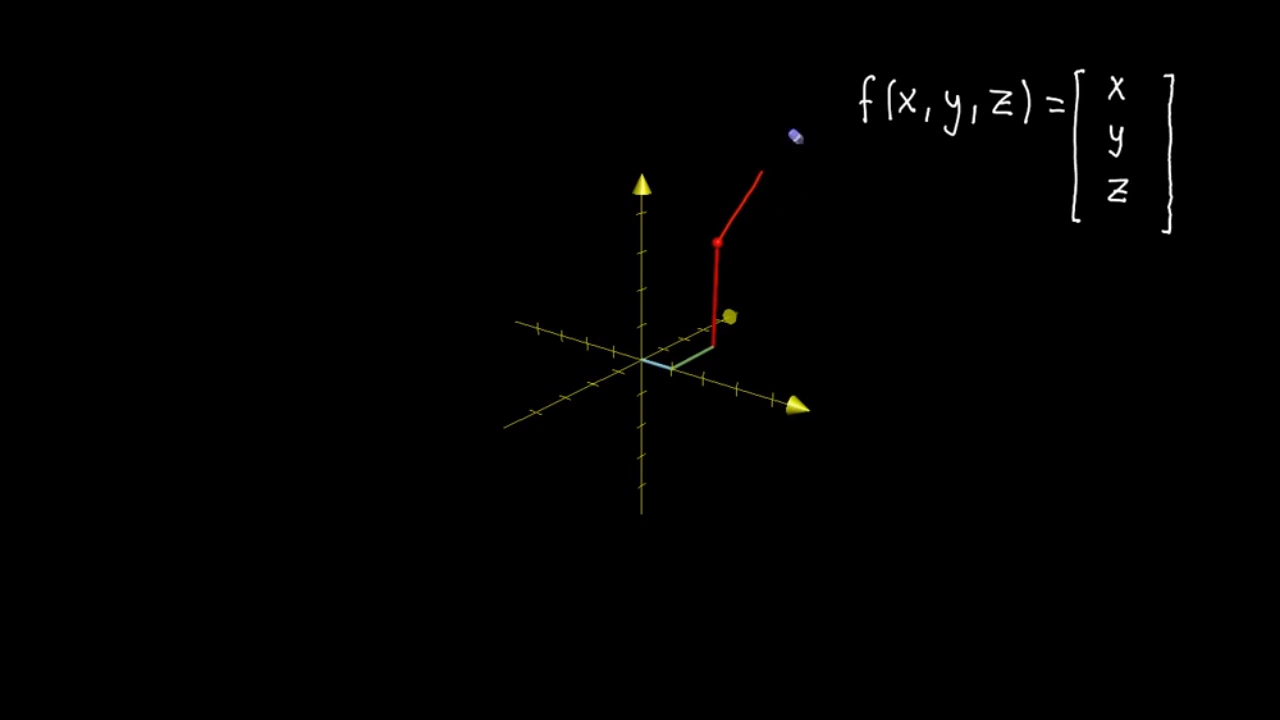 f(x, y, z) = [ x
y
z ]